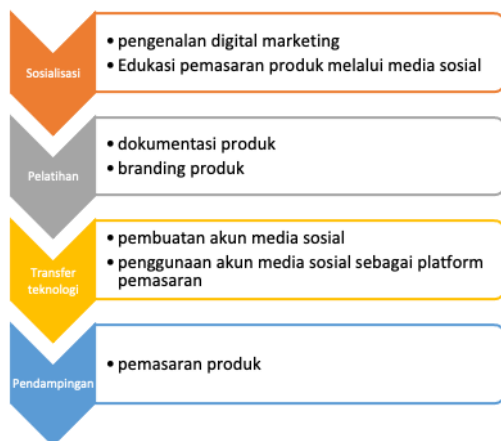 Sosialisasi
• pengenalan digital marketing
• Edukasi pemasaran produk melalui media sosial
Pelatihan
• dokumentasi produk
• branding produk
Transfer
teknologi
• pembuatan akun media sosial
• penggunaan akun media sosial sebagai platform
pemasaran
Pendampingan
• pemasaran produk